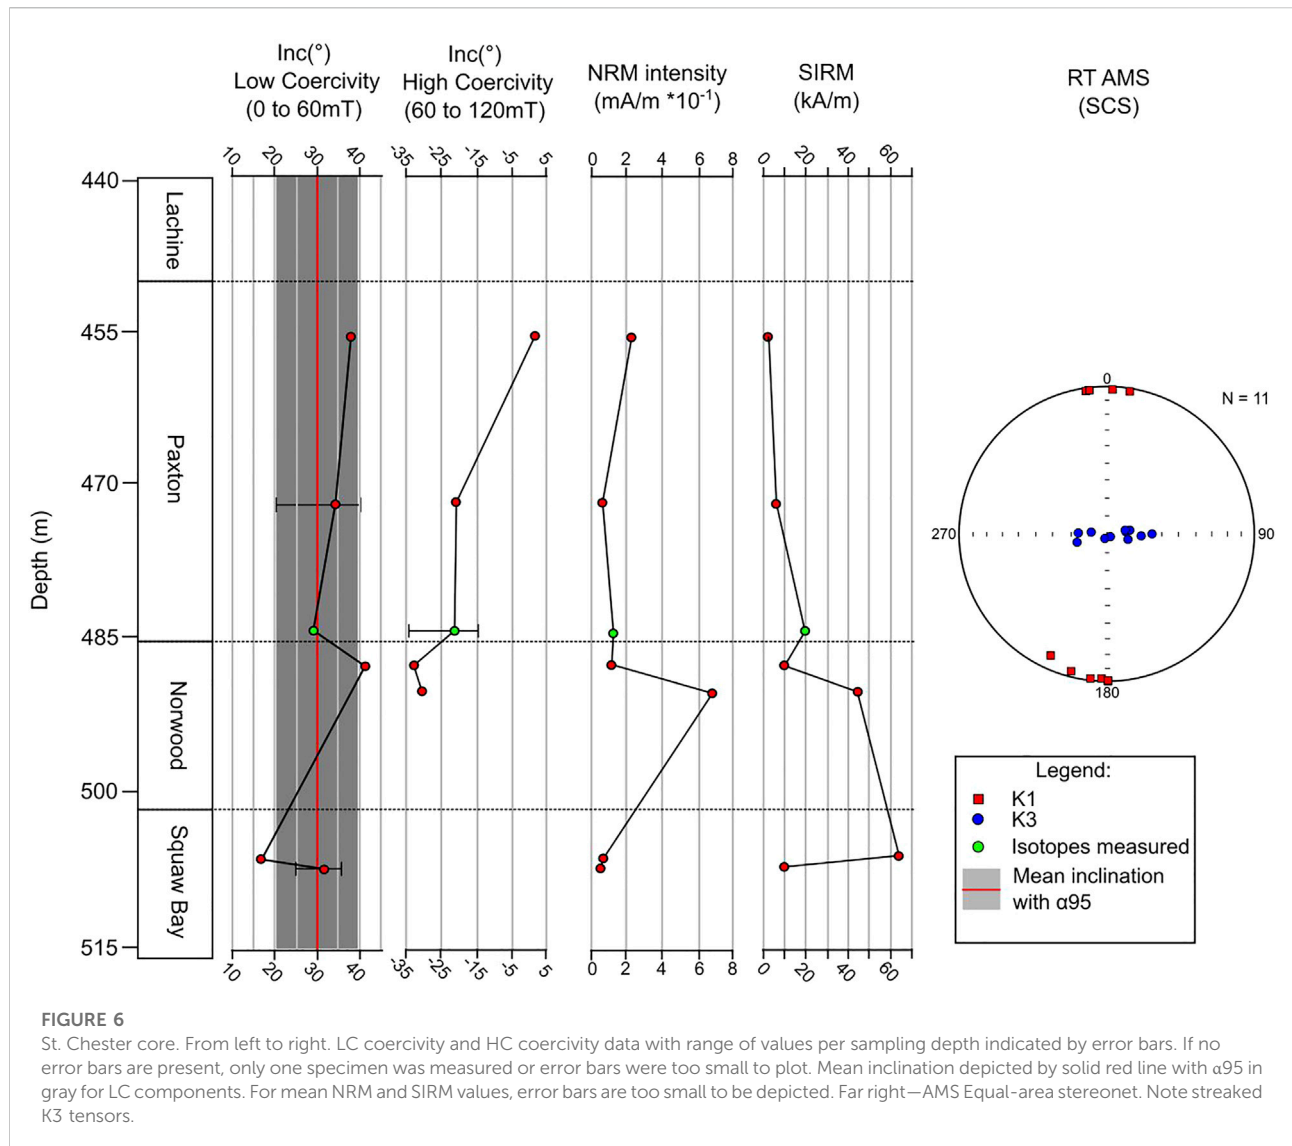 Inc(°)
Low Coercivity
(0 to 60mT)
Inc(°)
High Coercivity
(60 to 120mT)
NRM intensity
(mA/m *10-1)
SIRM
(kA/m)
RT AMS
(SCS)
10 20 30 40
-35 -25 -15 -5 5
0 2 4 6 8
0 20 40 60
Depth (m)
440
455
470
485
500
515
Lachine
Paxton
Norwood
Squaw Bay
10 20 30 40
-35 -25 -15 -5 5
0 2 4 6 8
0 20 40 60
0
N = 11
270
90
180
Legend:
K1
K3
Isotopes measured
Mean inclination
with α95
FIGURE 6
St. Chester core. From left to right. LC coercivity and HC coercivity data with range of values per sampling depth indicated by error bars. If no
error bars are present, only one specimen was measured or error bars were too small to plot. Mean inclination depicted by solid red line with α95 in
gray for LC components. For mean NRM and SIRM values, error bars are too small to be depicted. Far right—AMS Equal-area stereonet. Note streaked
K3 tensors.